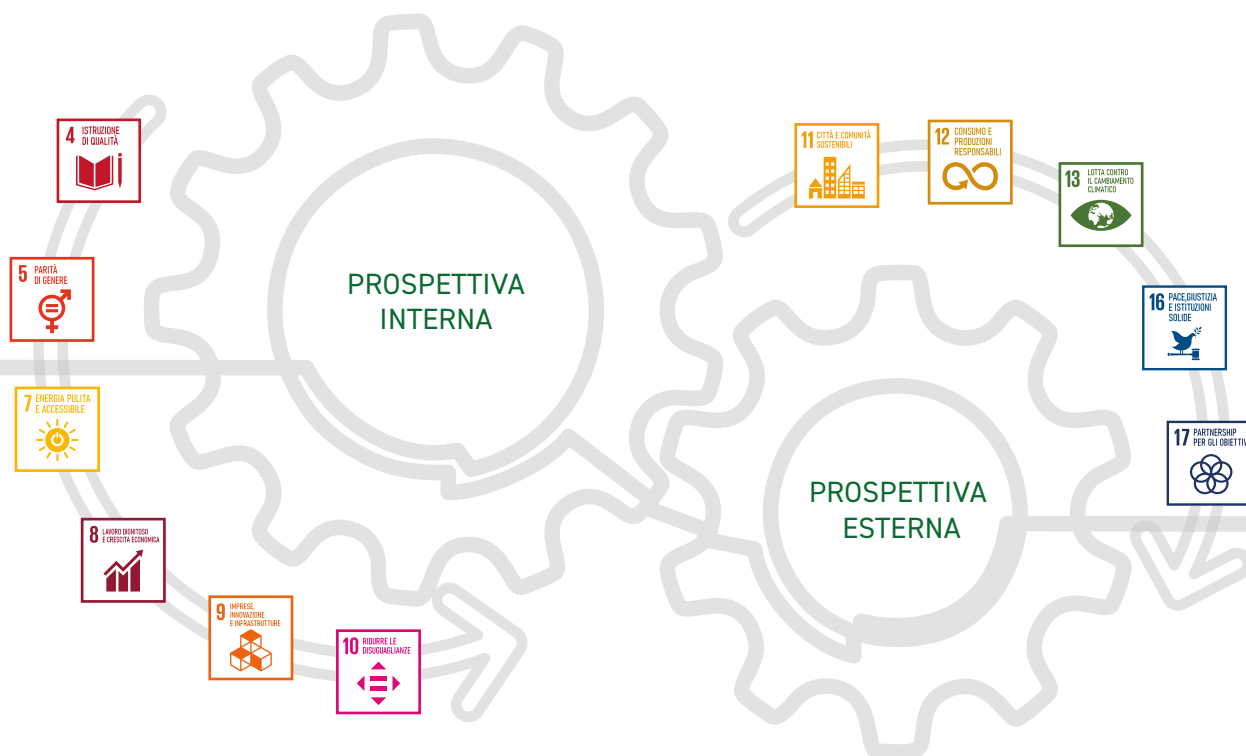 4 ISTRUZIONE
DI QUALITÀ
5 PARITÀ
DI GENERE
7 ENERGIA PULITA
E ACCESSIBILE
8 LAVORO DIGNITOSO
E CRESCITA ECONOMICA
9 IMPRESE,
INNOVAZIONE
E INFRASTRUTTURE
10 RIDURRE LE
DISUGUAGLIANZE
PROSPETTIVA
INTERNA
11 CITTÀ E COMUNITÀ
SOSTENIBILI
12 CONSUMO E
PRODUZIONI
RESPONSABILI
13 LOTTA CONTRO
IL CAMBIAMENTO
CLIMATICO
16 PACE,GIUSTIZIA
E ISTITUZIONI
SOLIDE
17 PARTNERSHIP
PER GLI OBIETTIV
PROSPETTIVA
ESTERNA